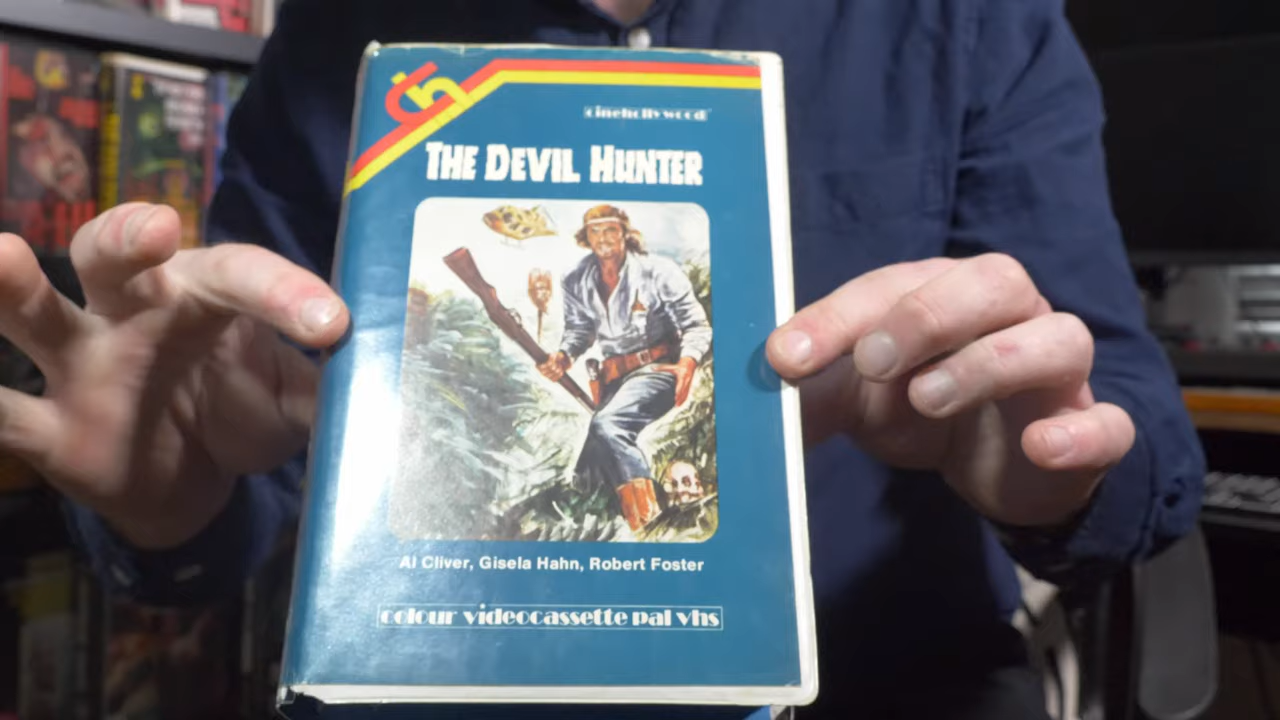 cinehollywood
THE DEVIL HUNTER
Al Cliver, Gisela Hahn, Robert Foster
colour videocassette pal vhs